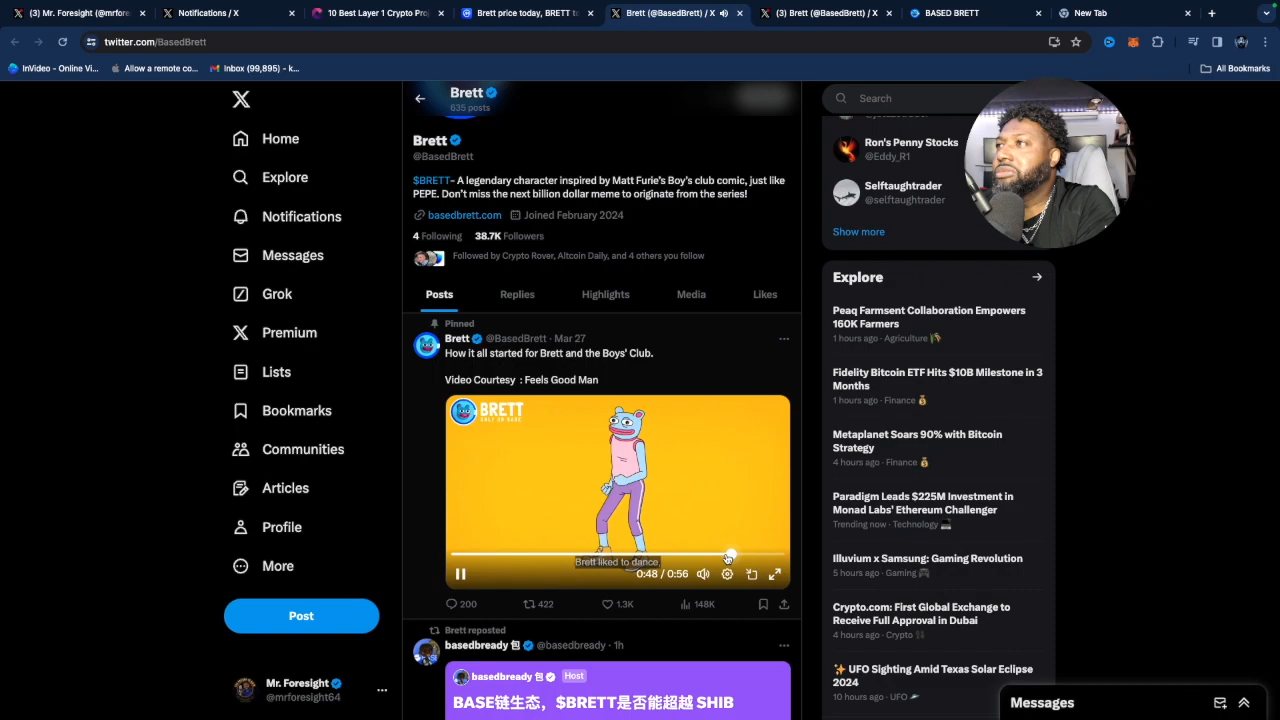 (3) Mr. Foresight (@mrfore
Notifications / X
10 Best Layer 1 Crypto Pro
Brett price today, BRETT to
Brett (@BasedBrett) / X
(3) Brett (@BasedBrett) / X
BASED BRETT
New Tab
twitter.com/BasedBrett
InVideo - Online Vi...
Allow a remote co...
Inbox (99,895) - k...
All Bookmarks
Home
Explore
Notifications
Messages
Grok
Premium
Lists
Bookmarks
Communities
Articles
Profile
More
Post
Mr. Foresight
@mrforesight64
Brett
635 posts
Brett
@BasedBrett
$BRETT- A legendary character inspired by Matt Furie's Boy's club comic, just like
PEPE. Don't miss the next billion dollar meme to originate from the series!
basedbrett.com Joined February 2024
4 Following 38.7K Followers
Followed by Crypto Rover, Altcoin Daily, and 4 others you follow
Posts Replies Highlights Media Likes
Pinned
Brett @BasedBrett · Mar 27
How it all started for Brett and the Boys' Club.
Video Courtesy : Feels Good Man
BRETT
ONLY ON BASE
Brett liked to dance,
0:48 / 0:56
200 422 1.3K 148K
Brett reposted
basedbready 包 @basedbready · 1h
basedbready 包 Host
BASE链生态，$BRETT是否能超越 SHIB
Search
Ron's Penny Stocks
@Eddy_R1
Selftaughtrader
@selftaughtrader
Show more
Explore
Peaq Farmsent Collaboration Empowers
160K Farmers
1 hours ago · Agriculture
Fidelity Bitcoin ETF Hits $10B Milestone in 3
Months
1 hours ago · Finance
Metaplanet Soars 90% with Bitcoin
Strategy
4 hours ago · Finance
Paradigm Leads $225M Investment in
Monad Labs' Ethereum Challenger
Trending now · Technology
Illuvium x Samsung: Gaming Revolution
5 hours ago · Gaming
Crypto.com: First Global Exchange to
Receive Full Approval in Dubai
4 hours ago · Crypto
UFO Sighting Amid Texas Solar Eclipse
2024
10 hours ago · UFO
Messages